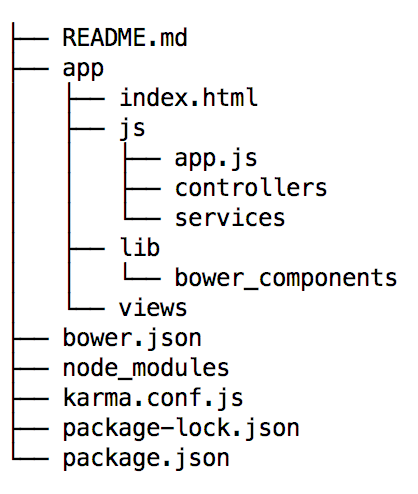 ├── README.md
├── app
│   ├── index.html
│   ├── js
│   │   ├── app.js
│   │   ├── controllers
│   │   └── services
│   ├── lib
│   │   └── bower_components
│   └── views
├── bower.json
├── node_modules
├── karma.conf.js
├── package-lock.json
└── package.json